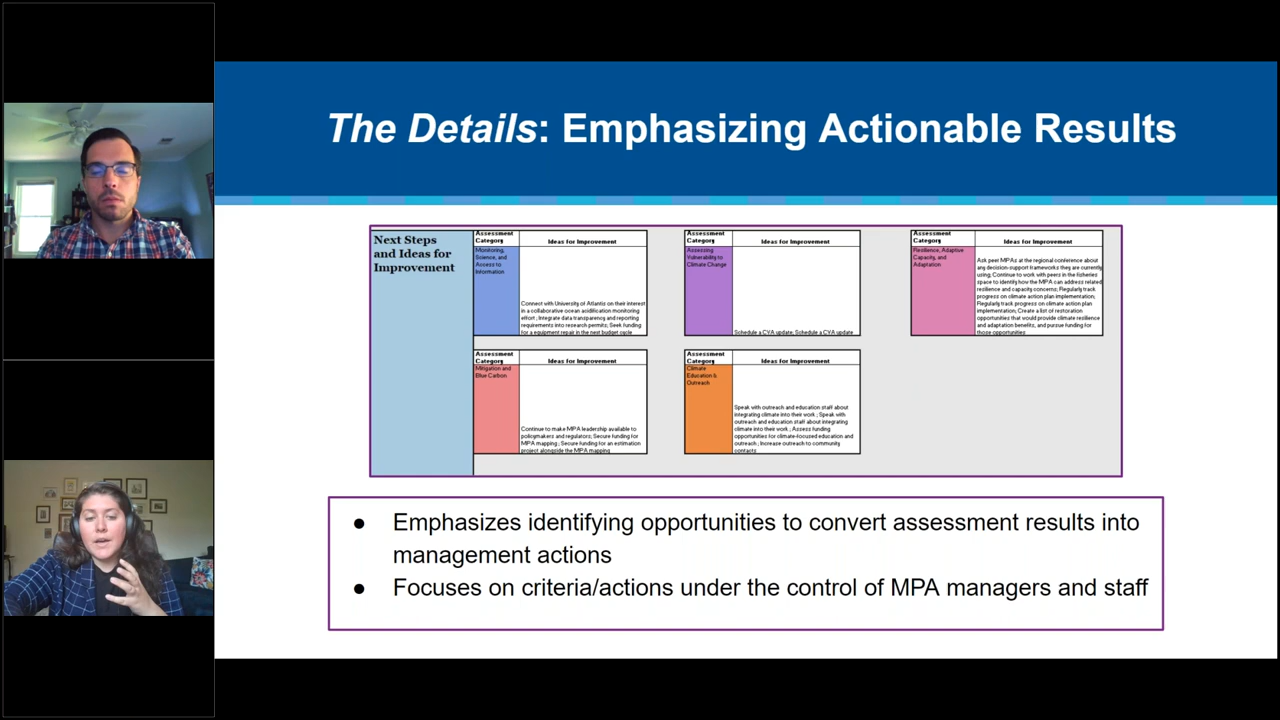 The Details: Emphasizing Actionable Results
Next Steps
and Ideas for
Improvement
Assessment
Category
Ideas for Improvement
Monitoring,
Science, and
Access to
Information
Connect with University of Atlantis on their interest
in a collaborative ocean acidification monitoring
effort ; Integrate data transparency and reporting
requirements into research permits; Seek funding
for a equipment repair in the next budget cycle
Assessment
Category
Ideas for Improvement
Assessing
Vulnerability to
Climate Change
Schedule a CVA update; Schedule a CVA update
Assessment
Category
Ideas for Improvement
Resilience, Adaptive
Capacity, and
Adaptation
Ask peer MPAs at the regional conference about
any decision-support frameworks they are currently
using; Continue to work with peers in the fisheries
space to identify how the MPA can address related
resilience and capacity concerns; Regularly track
progress on climate action plan implementation;
Regularly track progress on climate action plan
implementation; Create a list of restoration
opportunities that would provide climate resilience
and adaptation benefits, and pursue funding for
those opportunities
Assessment
Category
Ideas for Improvement
Mitigation and
Blue Carbon
Continue to make MPA leadership available to
policymakers and regulators; Secure funding for
MPA mapping ; Secure funding for an estimation
project alongside the MPA mapping
Assessment
Category
Ideas for Improvement
Climate
Education &
Outreach
Speak with outreach and education staff about
integrating climate into their work ; Speak with
outreach and education staff about integrating
climate into their work ; Assess funding
opportunities for climate-focused education and
outreach ; Increase outreach to community
contacts
● Emphasizes identifying opportunities to convert assessment results into
management actions
● Focuses on criteria/actions under the control of MPA managers and staff